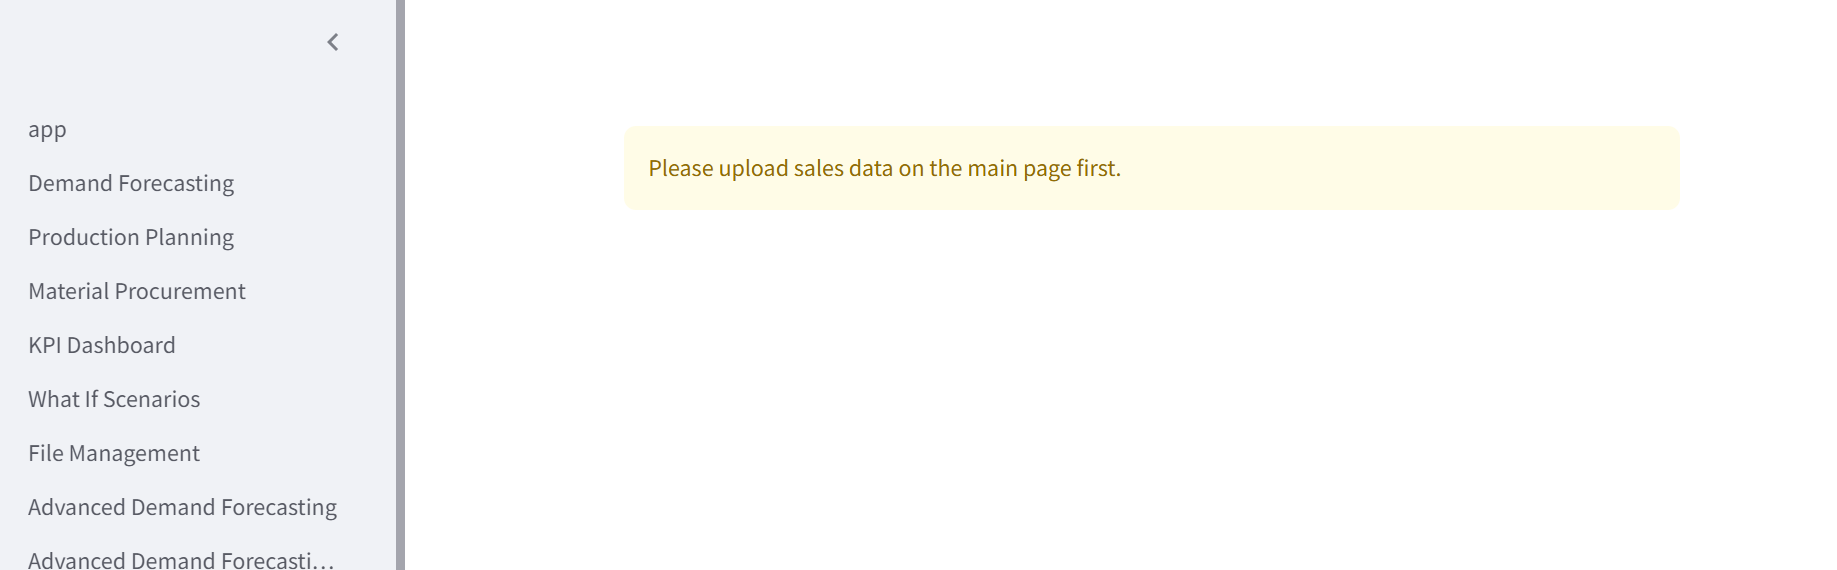 app
Demand Forecasting
Production Planning
Material Procurement
KPI Dashboard
What If Scenarios
File Management
Advanced Demand Forecasting
Advanced Demand Forecasti…
Please upload sales data on the main page first.